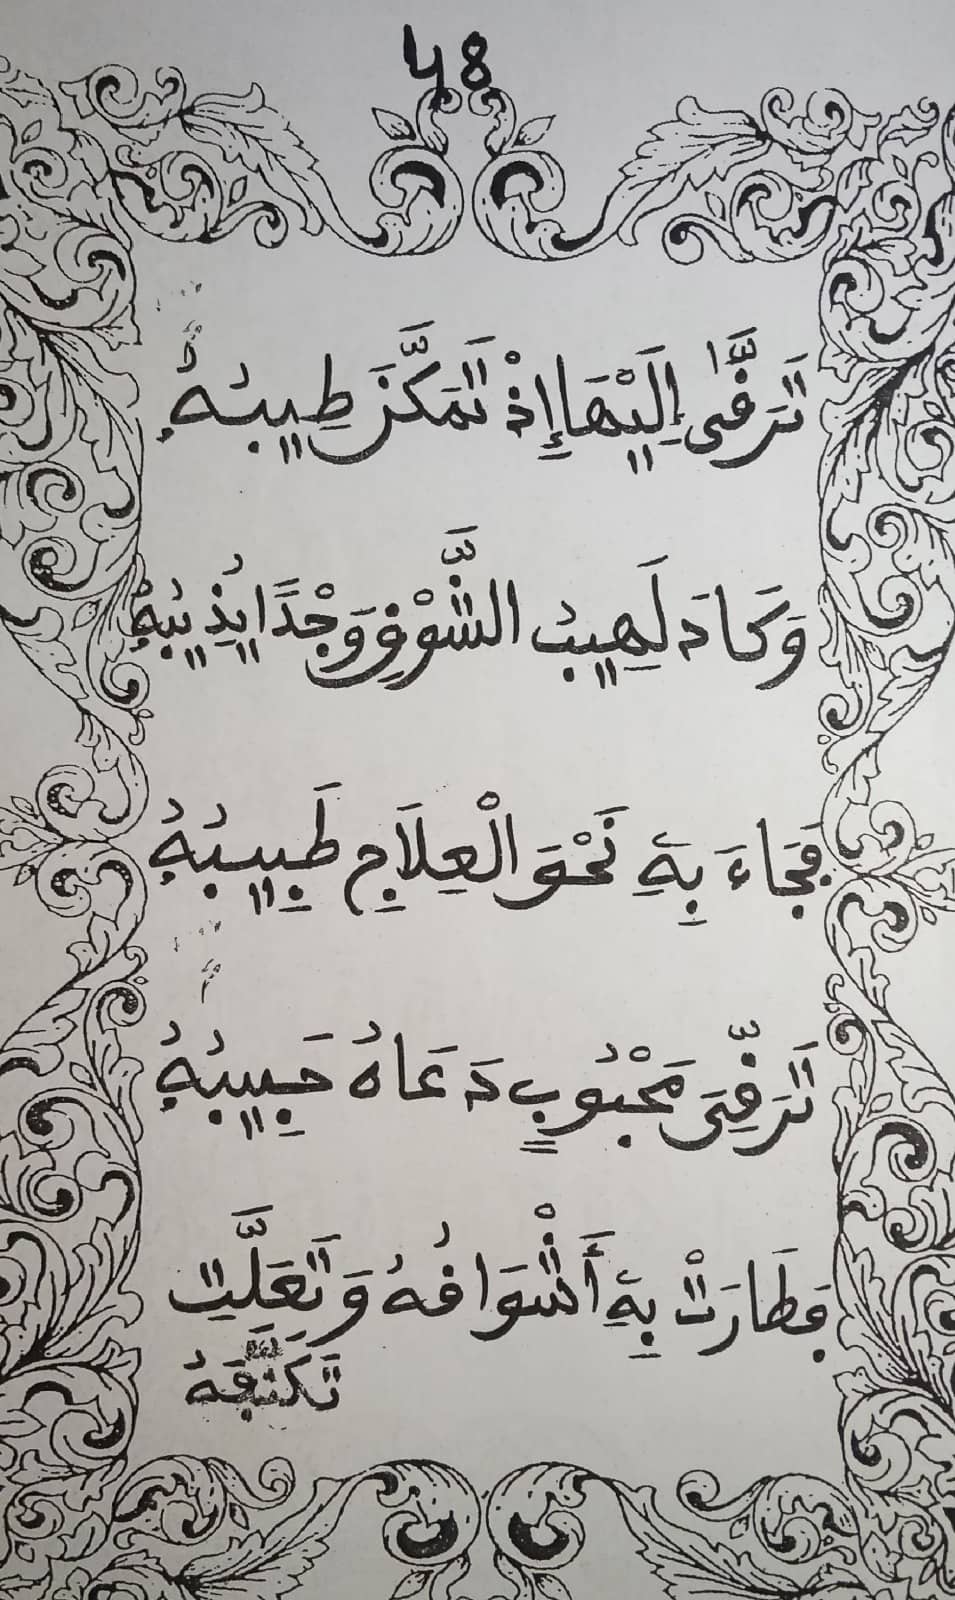 48
تَرَقَّى إِلَيْهَا إِذْ تَمَكَّنَ طِيبُهُ
وَكَادَ لَهِيبُ الشَّوْقِ وَجْدًا يُذِيبُهُ
فَجَاءَ بِهِ نَحْوَ الْعِلَاجِ طَبِيبُهُ
تَرَقِّيَ مَحْبُوبٍ دَعَاهُ حَبِيبُهُ
فَطَارَتْ بِهِ أَشْوَاقُهُ وَتَعَلَّتِ